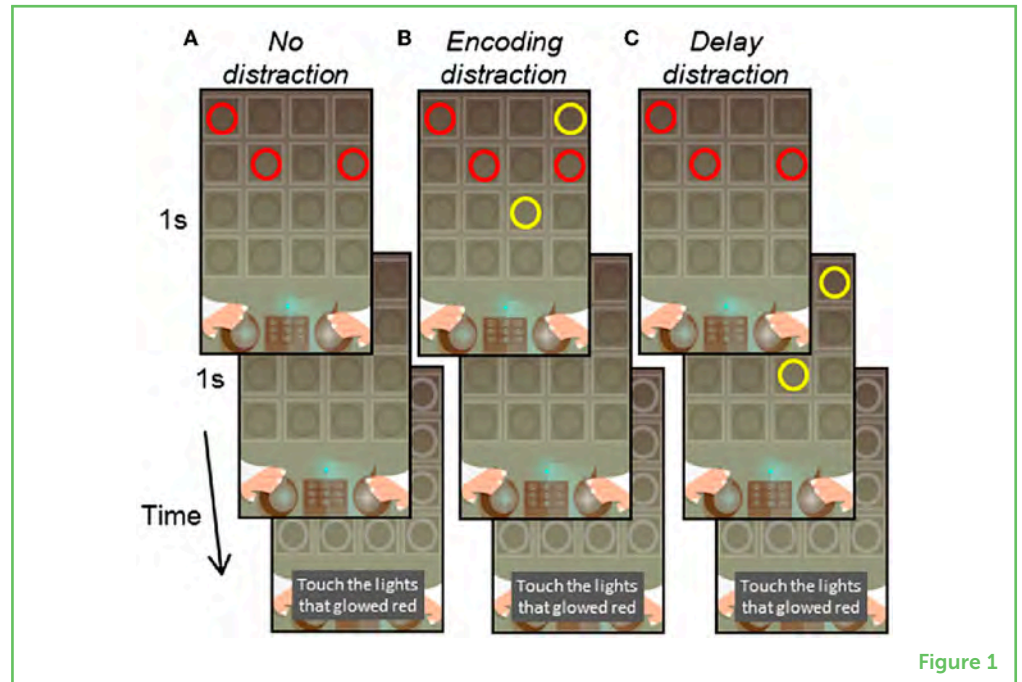 A
No
distraction
B
Encoding
distraction
C
Delay
distraction
1s
1s
Time
Touch the lights
that glowed red
Touch the lights
that glowed red
Touch the lights
that glowed red
Figure 1